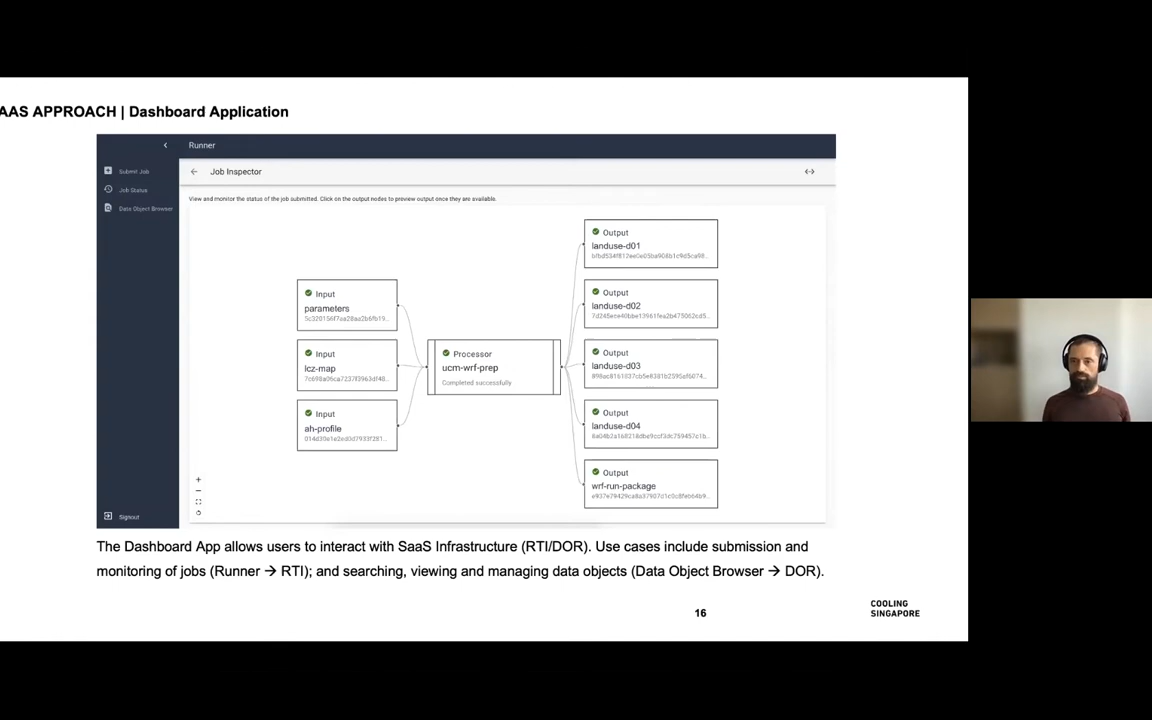 AAS APPROACH | Dashboard Application
Runner
Submit Job
Job Inspector
Job Status
View and monitor the status of the job submitted. Click on the output nodes to preview output once they are available.
Data Object Browser
Input
parameters
Input
lcz-map
Input
ah-profile
Processor
ucm-wrf-prep
Completed successfully
Output
landuse-d01
Output
landuse-d02
Output
landuse-d03
Output
landuse-d04
Output
wrf-run-package
Signout
The Dashboard App allows users to interact with SaaS Infrastructure (RTI/DOR). Use cases include submission and
monitoring of jobs (Runner → RTI); and searching, viewing and managing data objects (Data Object Browser → DOR).
16
COOLING
SINGAPORE